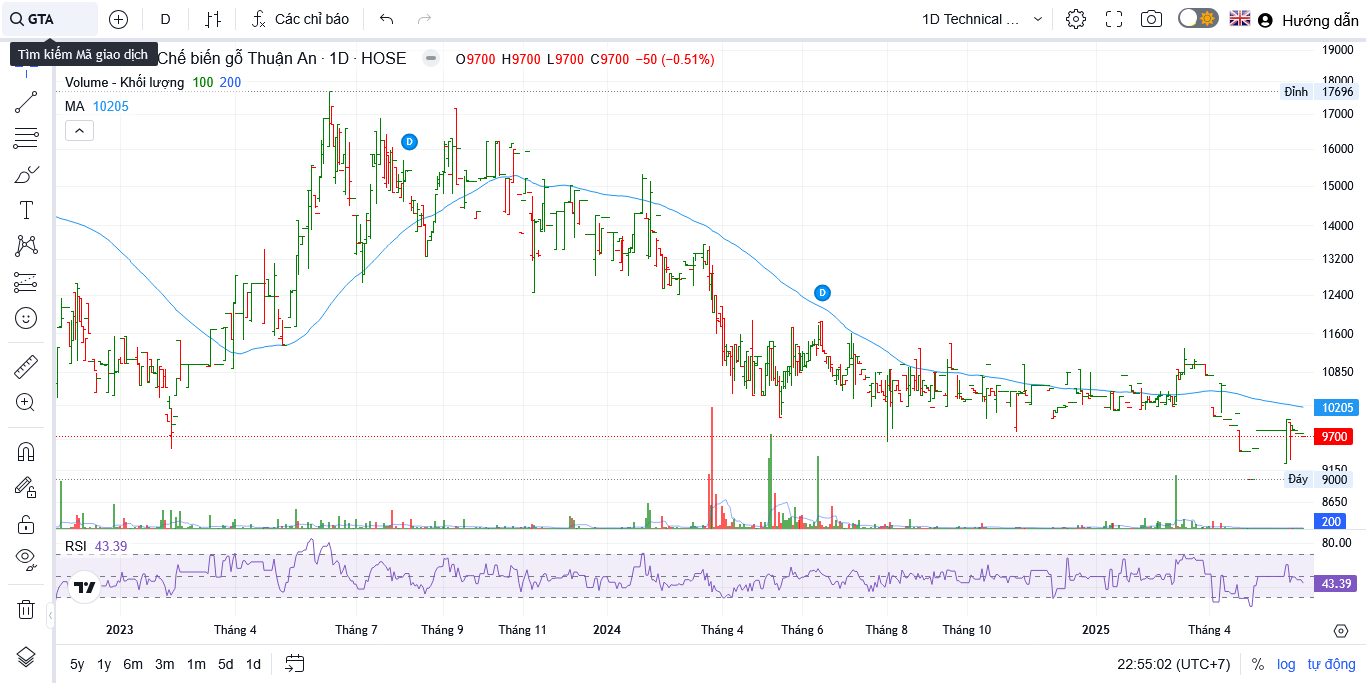 GTA D Các chỉ báo 1D Technical ... Hướng dẫn
Tìm kiếm Mã giao dịch Chế biến gỗ Thuận An · 1D · HOSE O9700 H9700 L9700 C9700 −50 (−0.51%)
Volume - Khối lượng 100 200
MA 10205
19000
18000
Đỉnh 17696
17000
16000
15000
14000
13200
12400
11600
10850
10205
9700
9150
Đáy 9000
8650
200
D
D
RSI 43.39
80.00
43.39
2023 Tháng 4 Tháng 7 Tháng 9 Tháng 11 2024 Tháng 4 Tháng 6 Tháng 8 Tháng 10 2025 Tháng 4
5y 1y 6m 3m 1m 5d 1d 22:55:02 (UTC+7) % log tự động